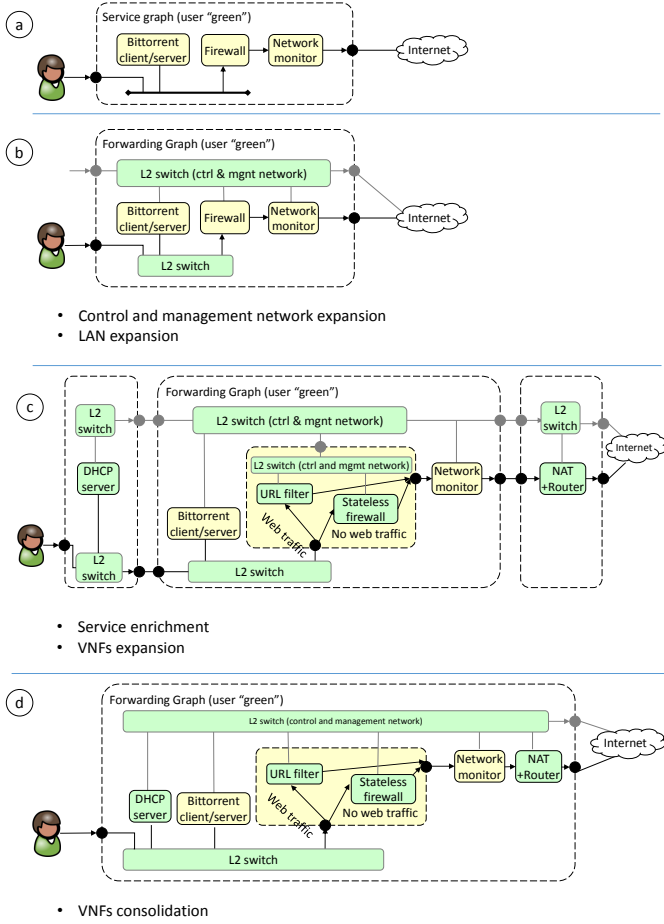 a
Service graph (user “green”)
Bittorrent
client/server
Firewall
Network
monitor
Internet
b
Forwarding Graph (user “green”)
L2 switch (ctrl & mgnt network)
Bittorrent
client/server
Firewall
Network
monitor
Internet
L2 switch
• Control and management network expansion
• LAN expansion
c
Forwarding Graph (user “green”)
L2
switch
L2 switch (ctrl & mgnt network)
L2
switch
Internet
DHCP
server
L2 switch (ctrl and mgmt network)
URL filter
Stateless
firewall
Network
monitor
NAT
+Router
Bittorrent
client/server
Web traffic
No web traffic
L2
switch
L2 switch
• Service enrichment
• VNFs expansion
d
Forwarding Graph (user “green”)
L2 switch (control and management network)
Internet
URL filter
Stateless
firewall
Network
monitor
NAT
+Router
DHCP
server
Bittorrent
client/server
Web traffic
No web traffic
L2 switch
• VNFs consolidation